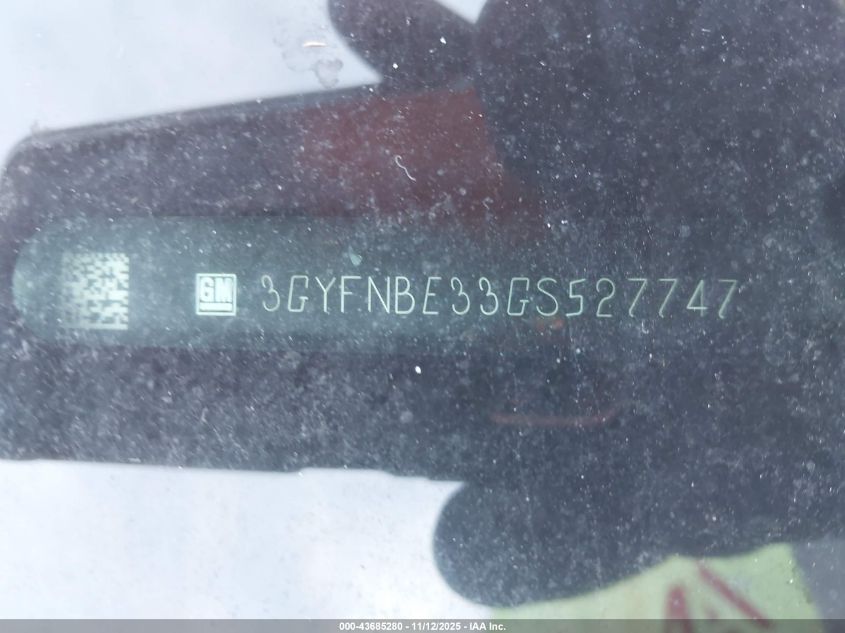 GM 3GYFNBE33GS527747
000-43685280 - 11/12/2025 - IAA Inc.